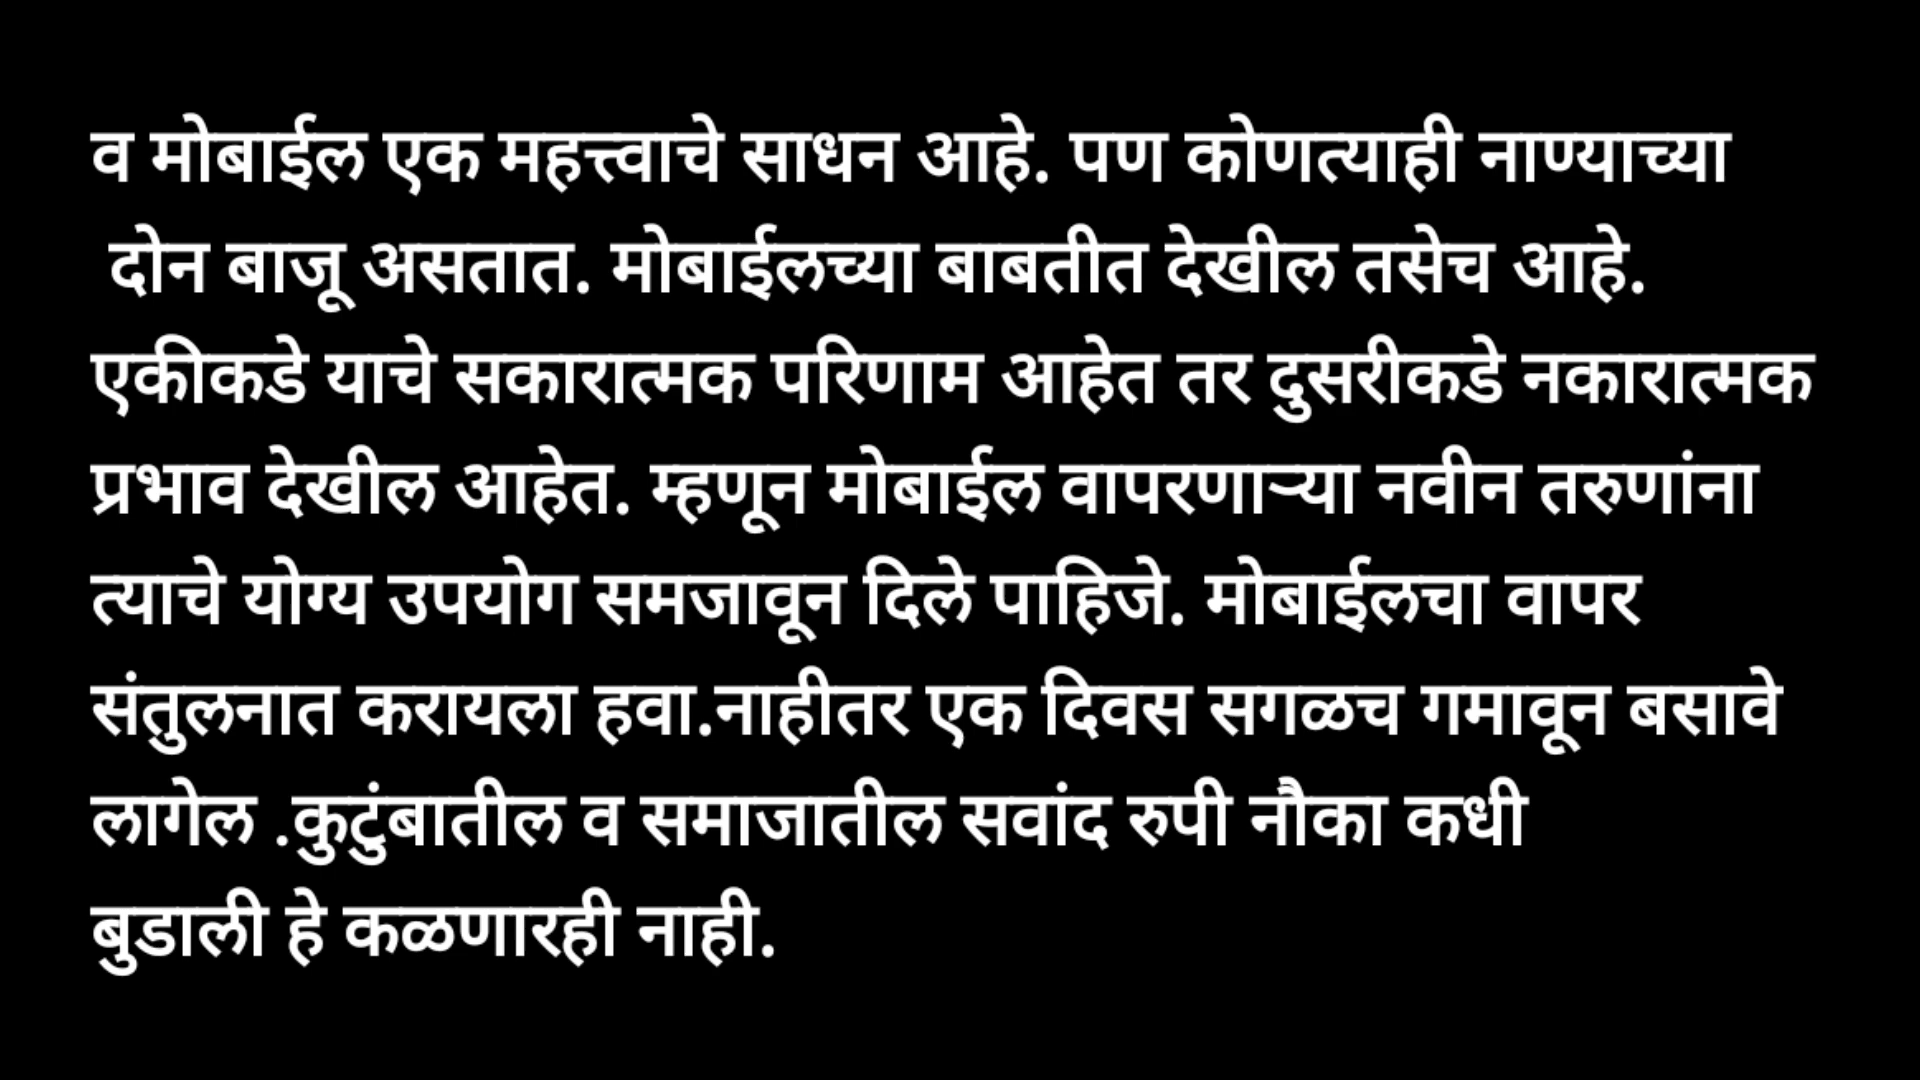 व मोबाईल एक महत्त्वाचे साधन आहे. पण कोणत्याही नाण्याच्या
दोन बाजू असतात. मोबाईलच्या बाबतीत देखील तसेच आहे.
एकीकडे याचे सकारात्मक परिणाम आहेत तर दुसरीकडे नकारात्मक
प्रभाव देखील आहेत. म्हणून मोबाईल वापरणाऱ्या नवीन तरुणांना
त्याचे योग्य उपयोग समजावून दिले पाहिजे. मोबाईलचा वापर
संतुलनात करायला हवा.नाहीतर एक दिवस सगळच गमावून बसावे
लागेल .कुटुंबातील व समाजातील सवांद रुपी नौका कधी
बुडाली हे कळणारही नाही.